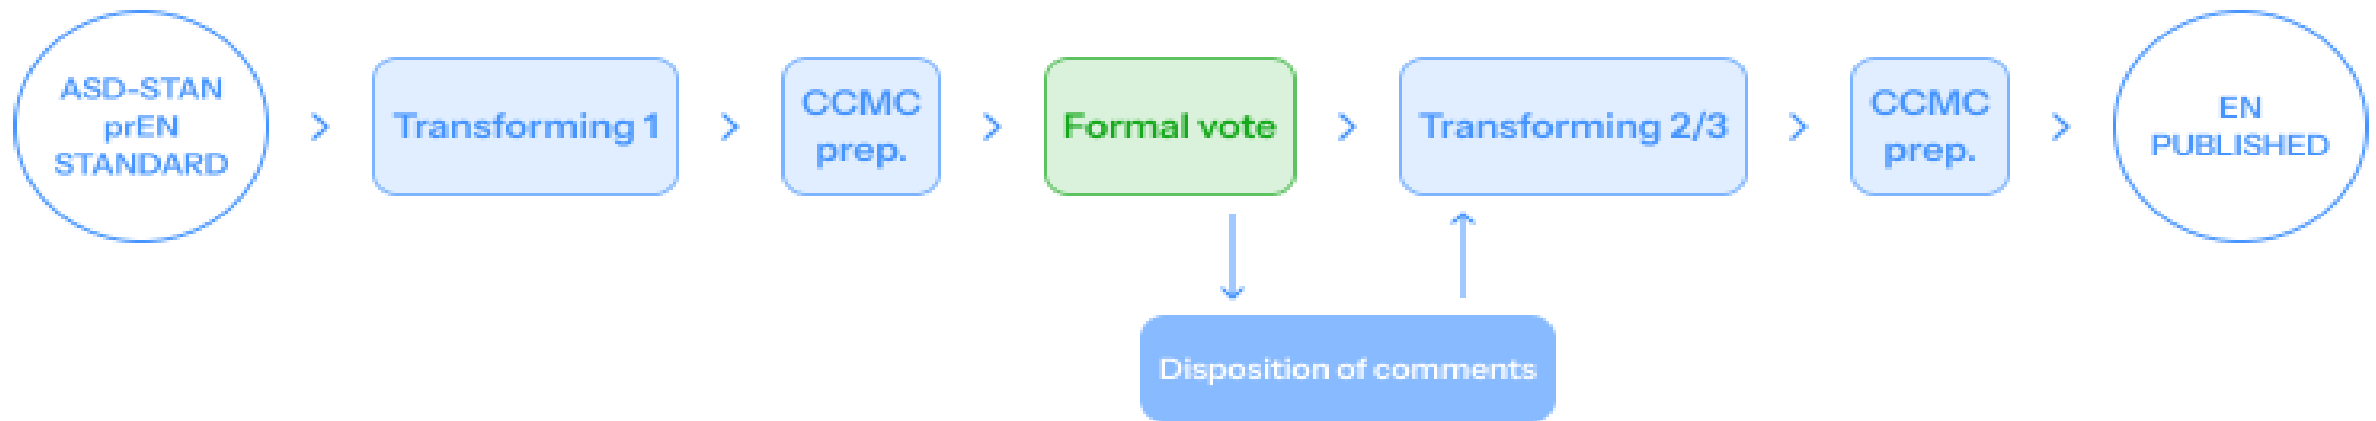 ASD-STAN
prEN
STANDARD
Transforming 1
CCMC
prep.
Formal vote
Transforming 2/3
CCMC
prep.
EN
PUBLISHED
Disposition of comments